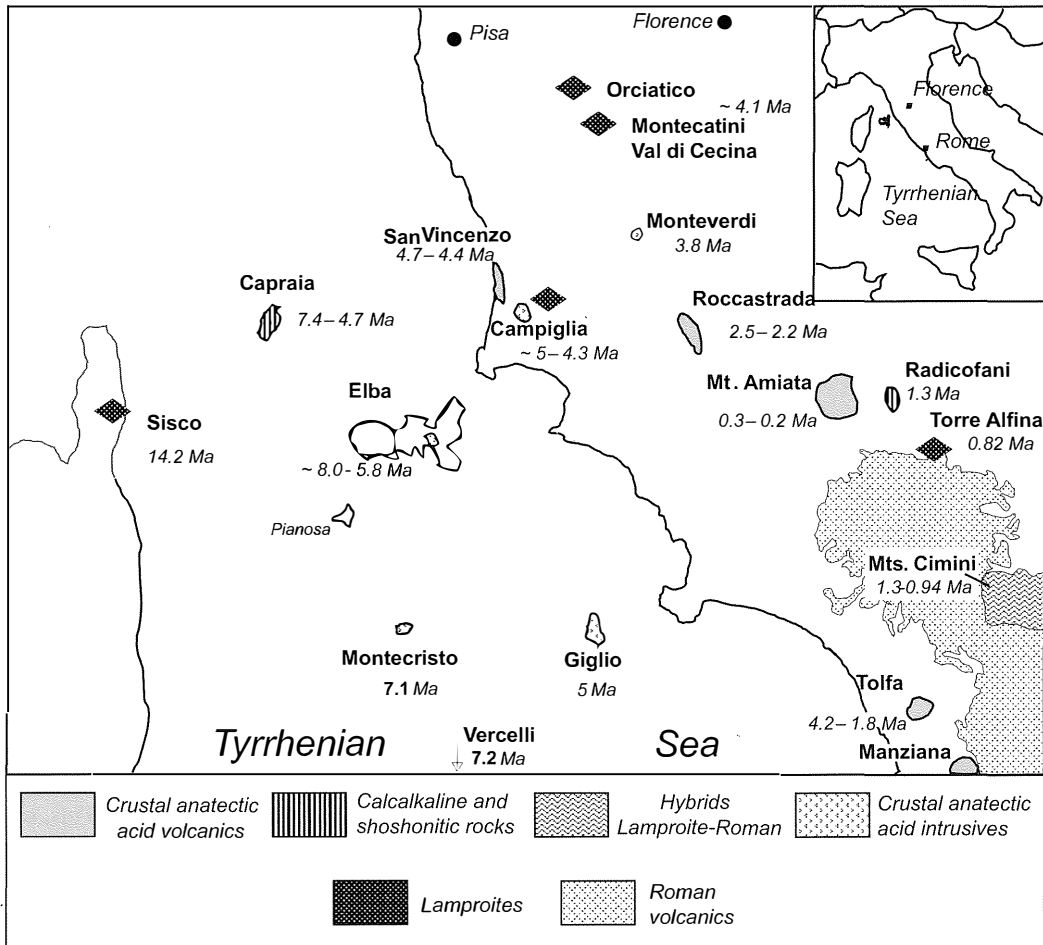 Pisa
Florence
Orciatico
~ 4.1 Ma
Montecatini
Val di Cecina
Florence
Rome
Tyrrhenian
Sea
SanVincenzo
4.7– 4.4 Ma
Monteverdi
3.8 Ma
Capraia
7.4– 4.7 Ma
Campiglia
~ 5– 4.3 Ma
Roccastrada
2.5– 2.2 Ma
Mt. Amiata
0.3– 0.2 Ma
Radicofani
1.3 Ma
Torre Alfina
0.82 Ma
Sisco
14.2 Ma
Elba
~ 8.0- 5.8 Ma
Pianosa
Mts. Cimini
1.3-0.94 Ma
Montecristo
7.1 Ma
Giglio
5 Ma
Tolfa
4.2– 1.8 Ma
Manziana
Vercelli
7.2 Ma
Tyrrhenian Sea
Crustal anatectic
acid volcanics
Calcalkaline and
shoshonitic rocks
Hybrids
Lamproite-Roman
Crustal anatectic
acid intrusives
Lamproites
Roman
volcanics